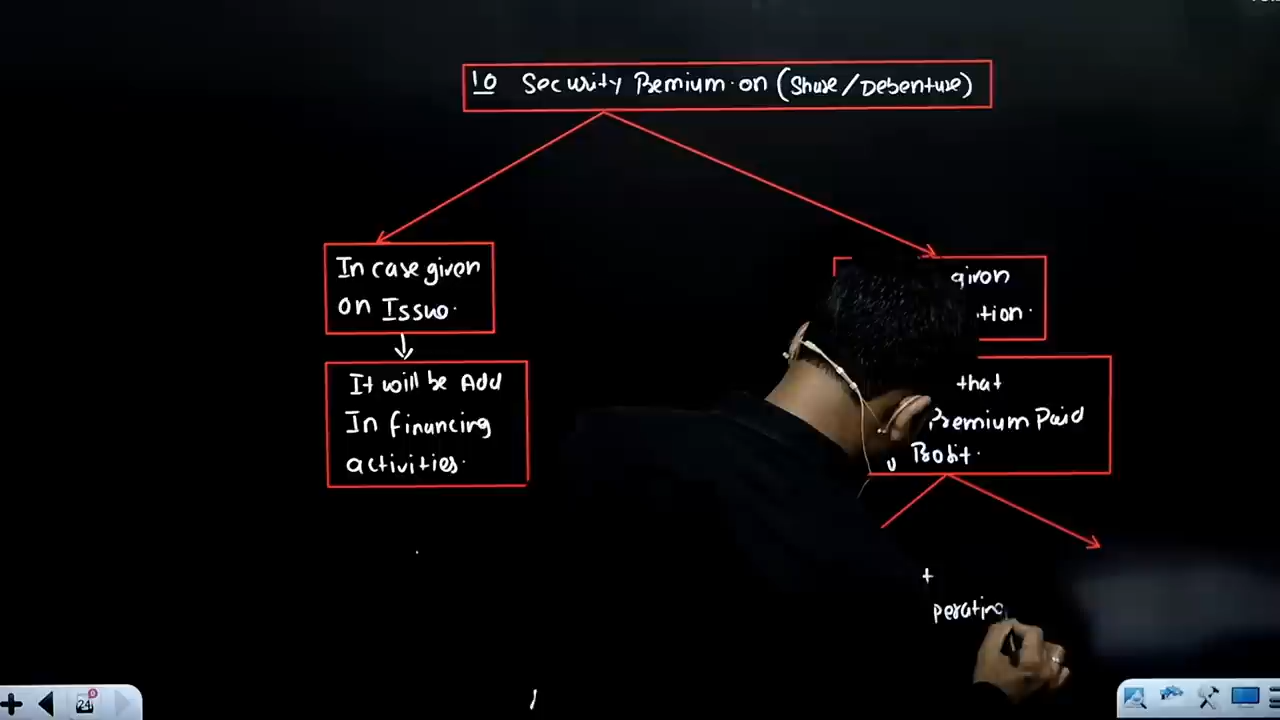 10 Security Premium on (Share/Debenture)
In case given
on Issue.
It will be Add
In financing
activities.
given
that
Premium Paid
Profit.
+
24